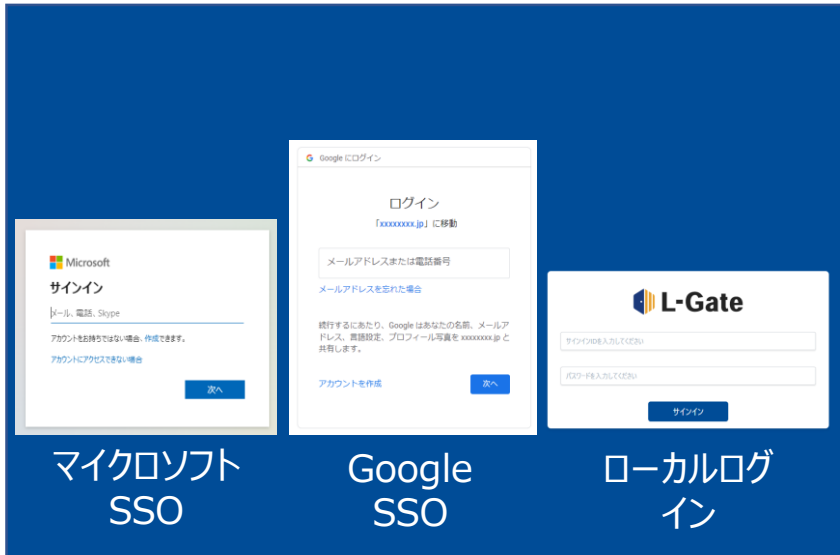 Microsoft
サインイン
メール、電話、Skype
アカウントをお持ちではない場合、作成できます。
アカウントにアクセスできない場合
次へ
マイクロソフト
SSO
Google にログイン
ログイン
「xxxxxxxx.jp」に移動
メールアドレスまたは電話番号
メールアドレスを忘れた場合
続行するにあたり、Google はあなたの名前、メールア
ドレス、言語設定、プロフィール写真を xxxxxxxx.jp と
共有します。
アカウントを作成
次へ
Google
SSO
L-Gate
サインインIDを入力してください
パスワードを入力してください
サインイン
ローカルログ
イン